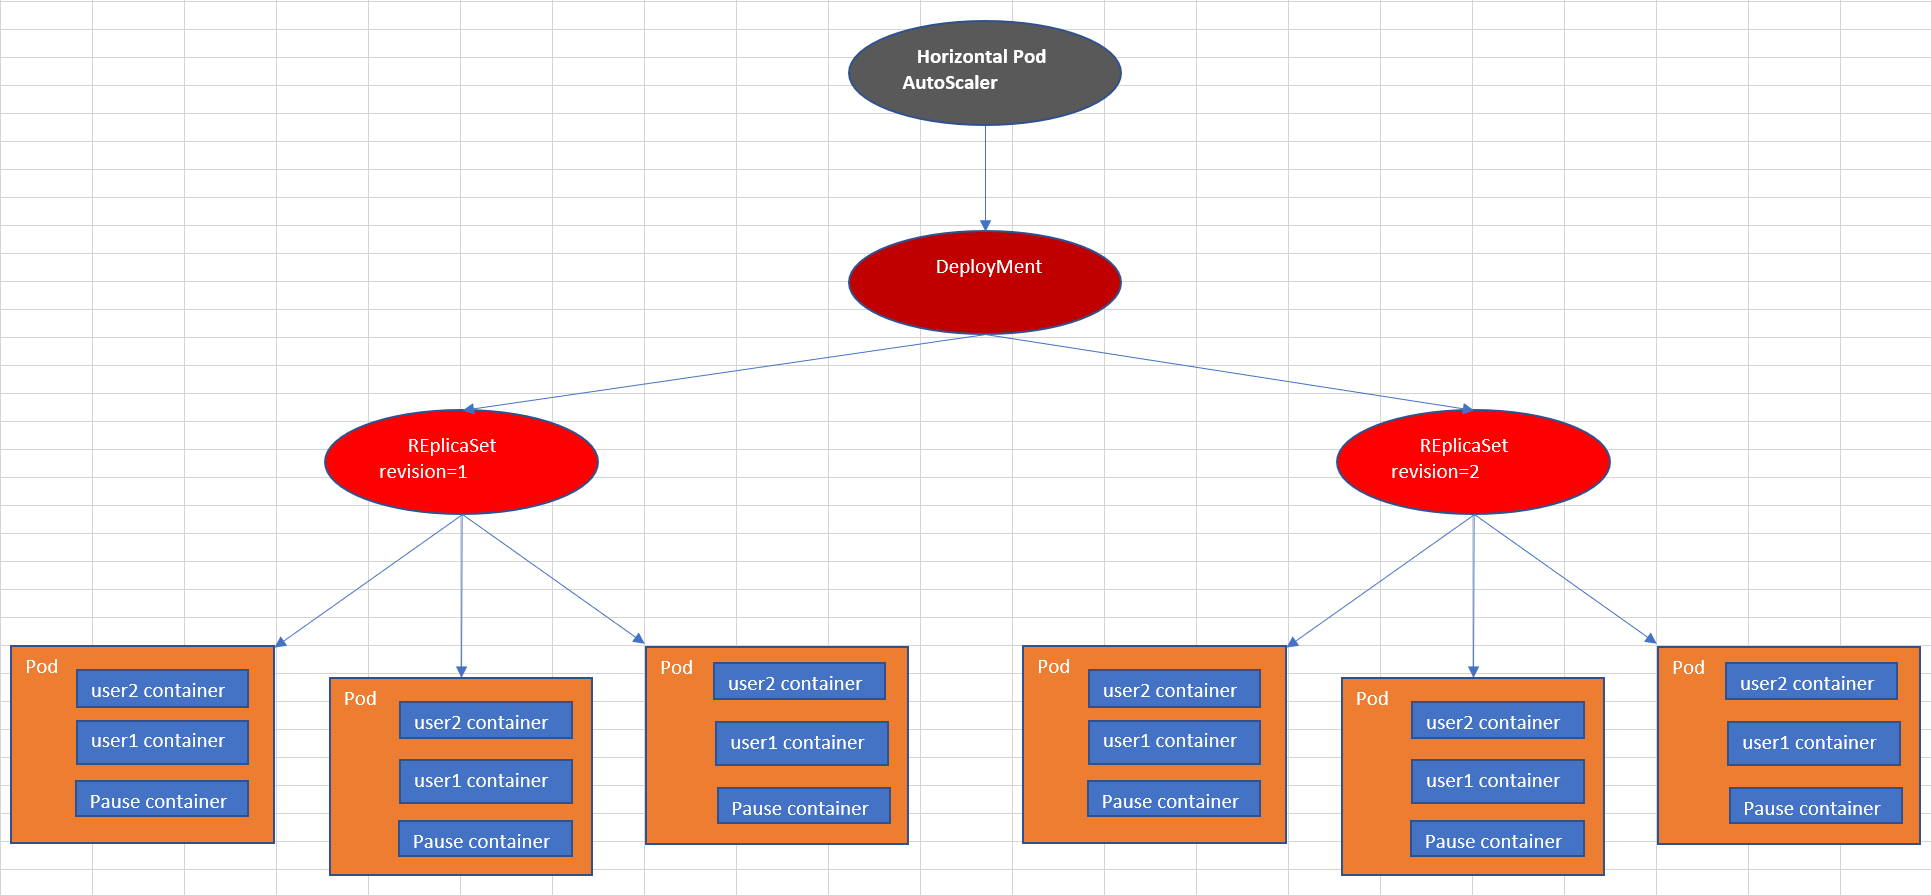 Horizontal Pod
AutoScaler
DeployMent
REplicaSet
revision=1
REplicaSet
revision=2
Pod
user2 container
user1 container
Pause container
Pod
user2 container
user1 container
Pause container
Pod
user2 container
user1 container
Pause container
Pod
user2 container
user1 container
Pause container
Pod
user2 container
user1 container
Pause container
Pod
user2 container
user1 container
Pause container